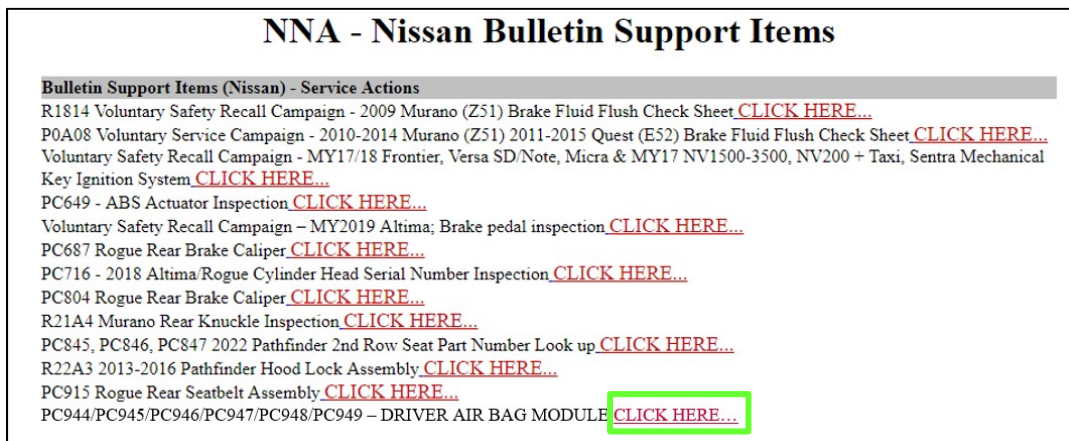 NNA - Nissan Bulletin Support Items
Bulletin Support Items (Nissan) - Service Actions
R1814 Voluntary Safety Recall Campaign - 2009 Murano (Z51) Brake Fluid Flush Check Sheet CLICK HERE...
P0A08 Voluntary Service Campaign - 2010-2014 Murano (Z51) 2011-2015 Quest (E52) Brake Fluid Flush Check Sheet CLICK HERE...
Voluntary Safety Recall Campaign - MY17/18 Frontier, Versa SD/Note, Micra & MY17 NV1500-3500, NV200 + Taxi, Sentra Mechanical
Key Ignition System CLICK HERE...
PC649 - ABS Actuator Inspection CLICK HERE...
Voluntary Safety Recall Campaign – MY2019 Altima; Brake pedal inspection CLICK HERE...
PC687 Rogue Rear Brake Caliper CLICK HERE...
PC716 - 2018 Altima/Rogue Cylinder Head Serial Number Inspection CLICK HERE...
PC804 Rogue Rear Brake Caliper CLICK HERE...
R21A4 Murano Rear Knuckle Inspection CLICK HERE...
PC845, PC846, PC847 2022 Pathfinder 2nd Row Seat Part Number Look up CLICK HERE...
R22A3 2013-2016 Pathfinder Hood Lock Assembly CLICK HERE...
PC915 Rogue Rear Seatbelt Assembly CLICK HERE...
PC944/PC945/PC946/PC947/PC948/PC949 – DRIVER AIR BAG MODULE CLICK HERE…